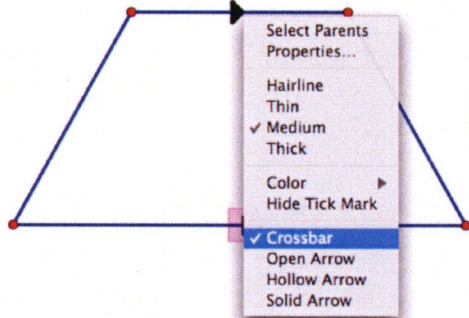 Select Parents
Properties...
Hairline
Thin
✓ Medium
Thick
Color ▶
Hide Tick Mark
✓ Crossbar
Open Arrow
Hollow Arrow
Solid Arrow